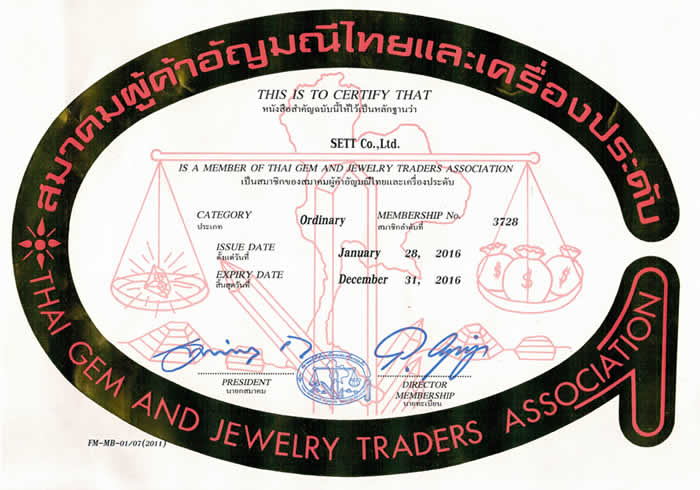 สมาคมผู้ค้าอัญมณีไทยและเครื่องประดับ
THIS IS TO CERTIFY THAT
หนังสือสำคัญฉบับนี้ให้ไว้เป็นหลักฐานว่า
SETT Co.,Ltd.
IS A MEMBER OF THAI GEM AND JEWELRY TRADERS ASSOCIATION
เป็นสมาชิกของสมาคมผู้ค้าอัญมณีไทยและเครื่องประดับ
CATEGORY Ordinary MEMBERSHIP No. 3728
ประเภท สมาชิกลำดับที่
ISSUE DATE January 28, 2016
ตั้งแต่วันที่
EXPIRY DATE December 31, 2016
สิ้นสุดวันที่
$ $ $
PRESIDENT DIRECTOR
นายกสมาคม MEMBERSHIP
นายทะเบียน
THAI GEM AND JEWELRY TRADERS ASSOCIATION
FM-MB-01/07(2011)